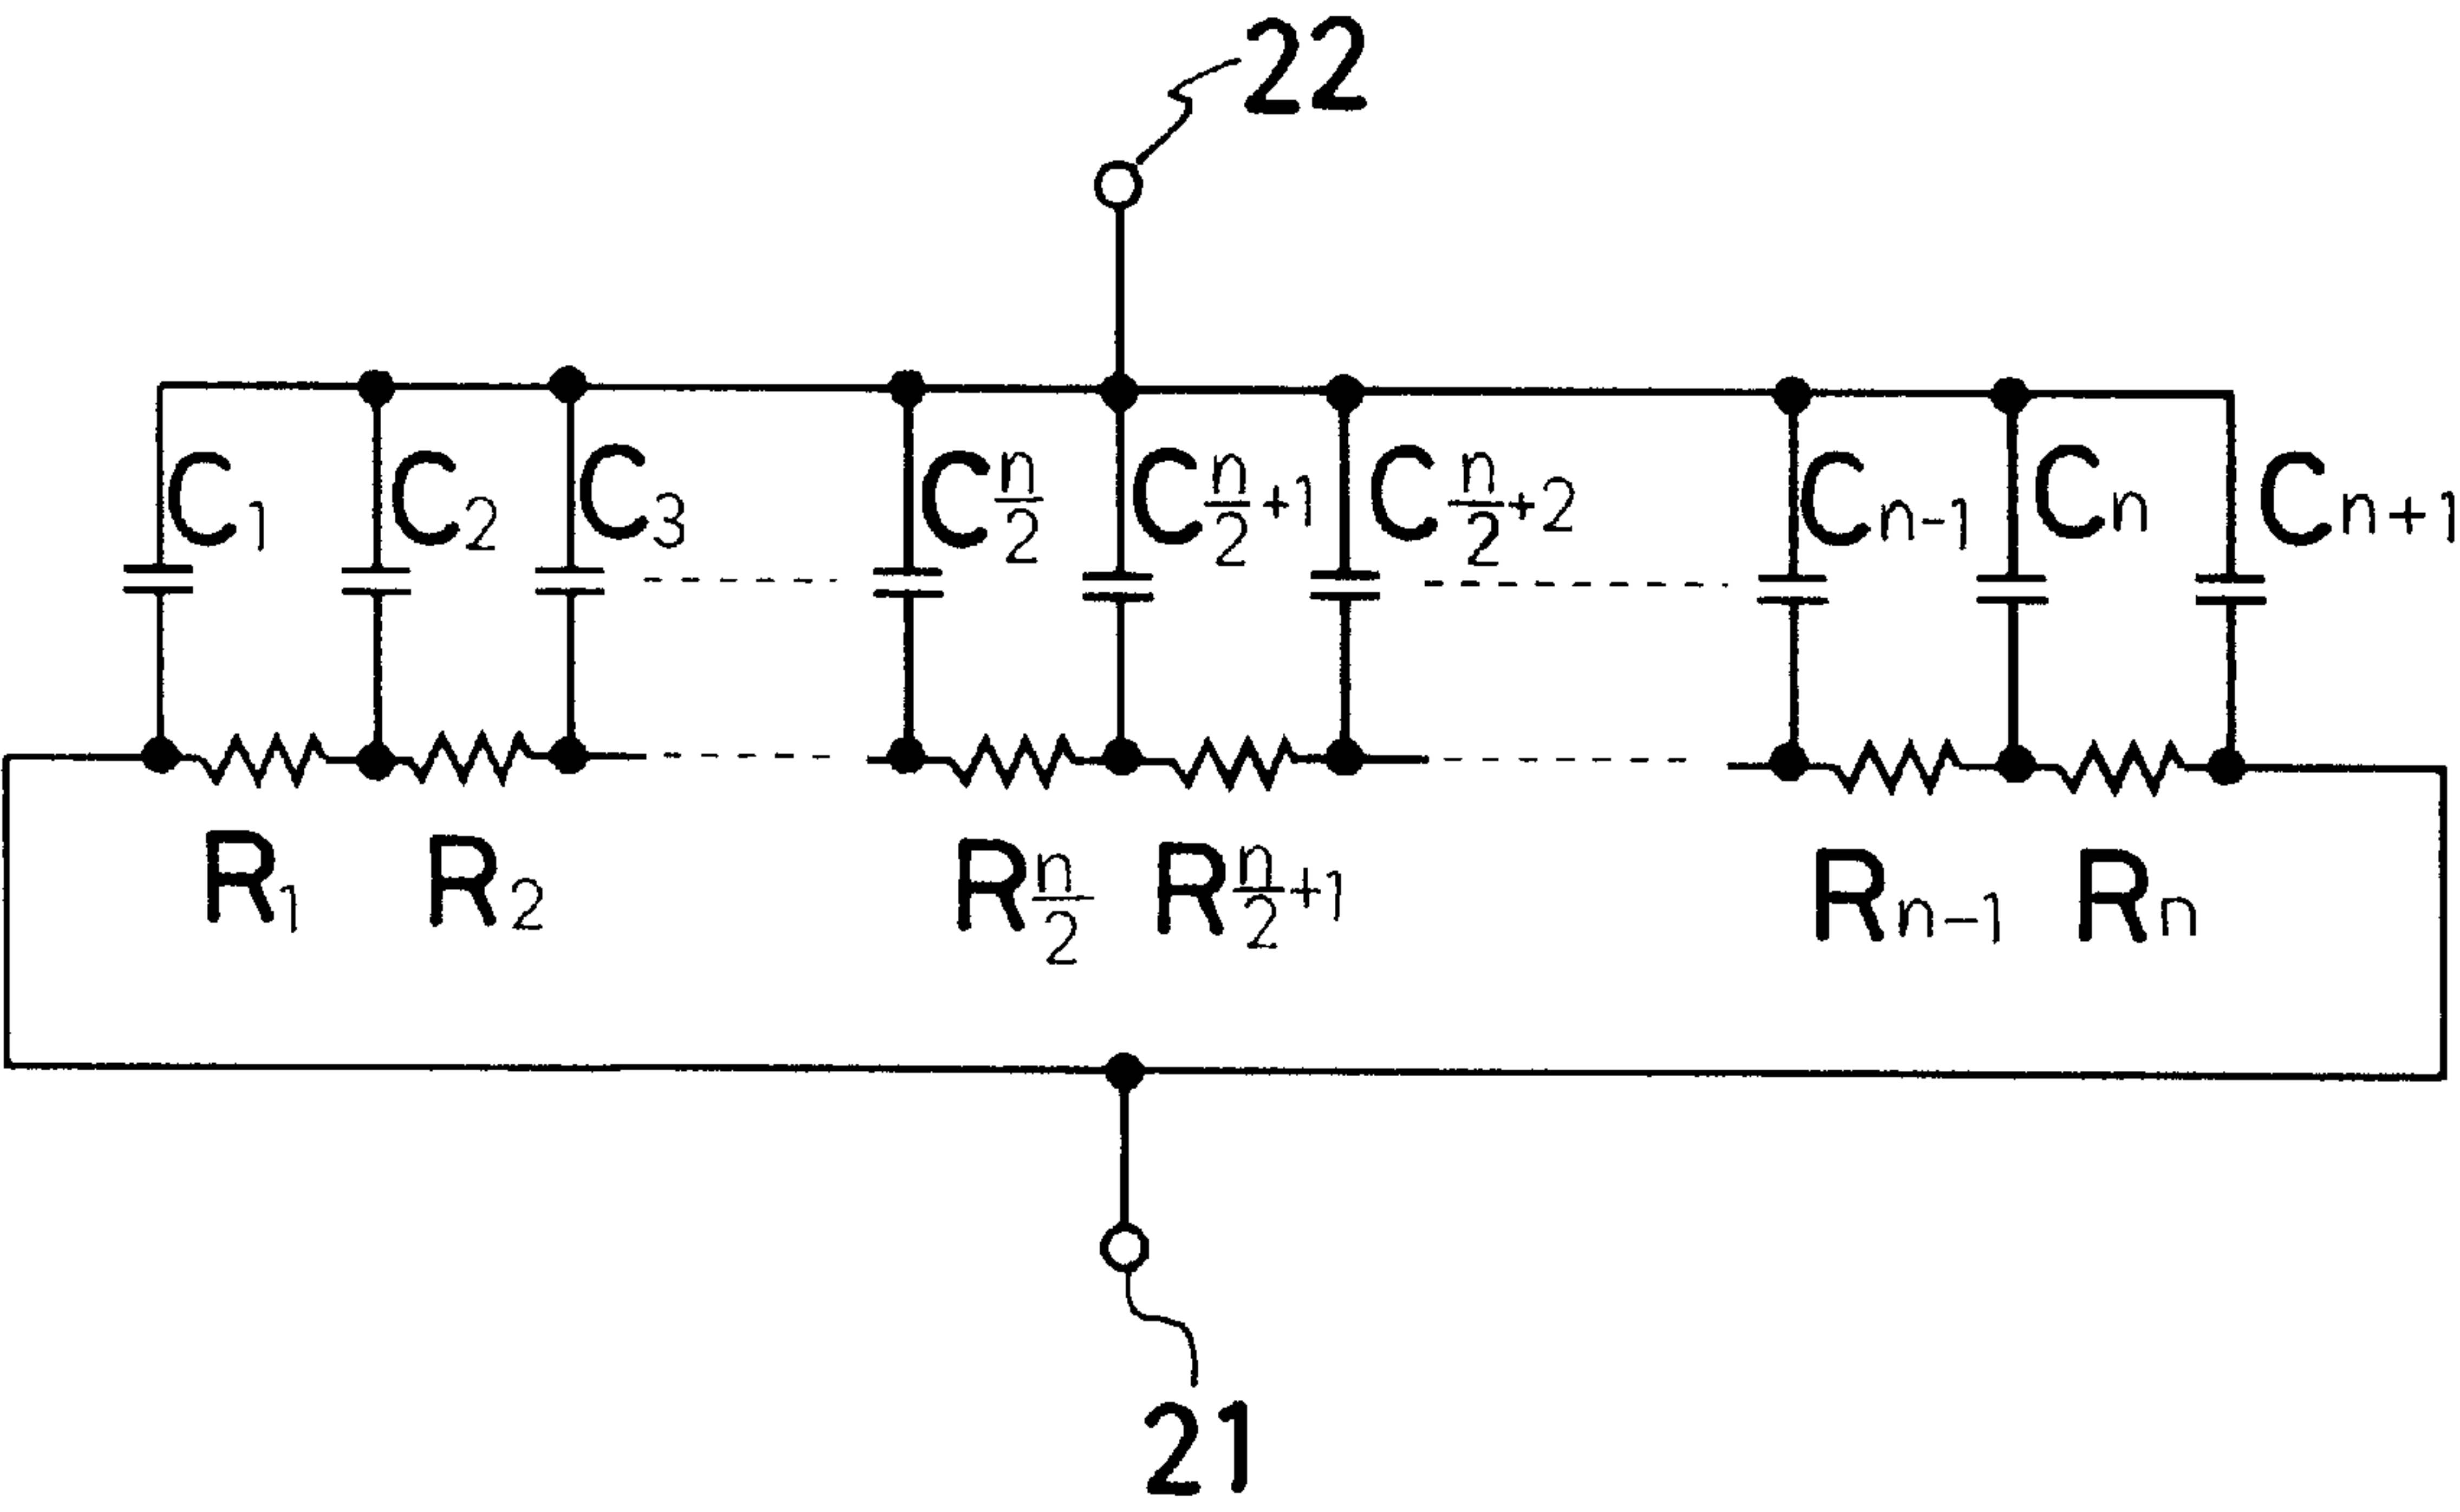 22
C1 C2 C3 Cn/2 Cn/2+1 Cn/2+2 Cn-1 Cn Cn+1
R1 R2 Rn/2 Rn/2+1 Rn-1 Rn
21